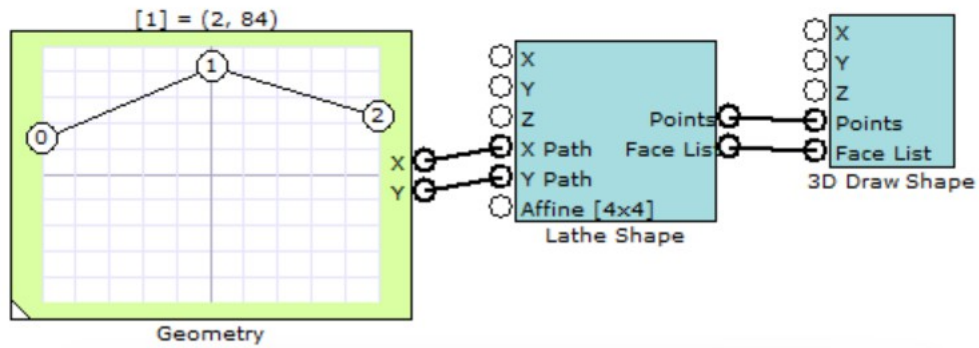 [1] = (2, 84)
0
1
2
X
Y
Geometry
X
Y
Z
X Path
Y Path
Affine [4x4]
Points
Face List
Lathe Shape
X
Y
Z
Points
Face List
3D Draw Shape